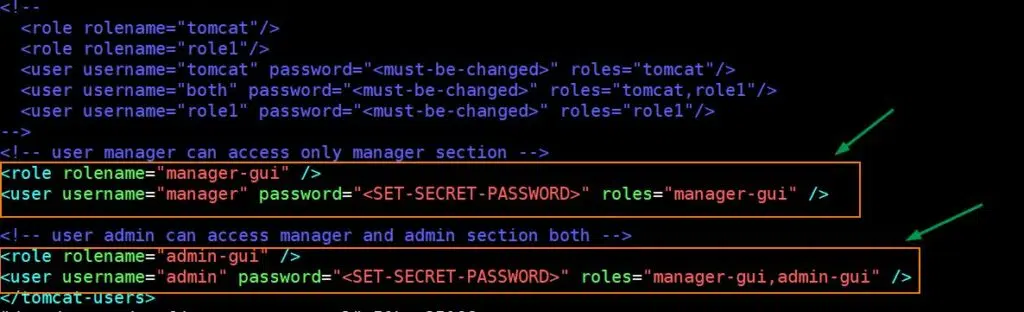 <!--
<role rolename="tomcat"/>
<role rolename="role1"/>
<user username="tomcat" password="<must-be-changed>" roles="tomcat"/>
<user username="both" password="<must-be-changed>" roles="tomcat,role1"/>
<user username="role1" password="<must-be-changed>" roles="role1"/>
-->
<!-- user manager can access only manager section -->
<role rolename="manager-gui" />
<user username="manager" password="<SET-SECRET-PASSWORD>" roles="manager-gui" />
<!-- user admin can access manager and admin section both -->
<role rolename="admin-gui" />
<user username="admin" password="<SET-SECRET-PASSWORD>" roles="manager-gui,admin-gui" />
</tomcat-users>